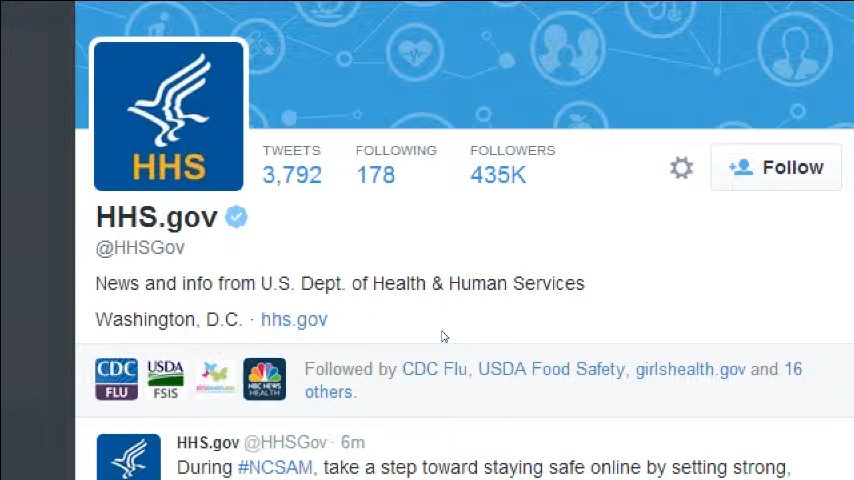 HHS
TWEETS FOLLOWING FOLLOWERS
3,792 178 435K
Follow
HHS.gov
@HHSGov
News and info from U.S. Dept. of Health & Human Services
Washington, D.C. · hhs.gov
CDC FLU
USDA FSIS
NBC NEWS HEALTH
Followed by CDC Flu, USDA Food Safety, girlshealth.gov and 16
others.
HHS.gov @HHSGov · 6m
During #NCSAM, take a step toward staying safe online by setting strong,